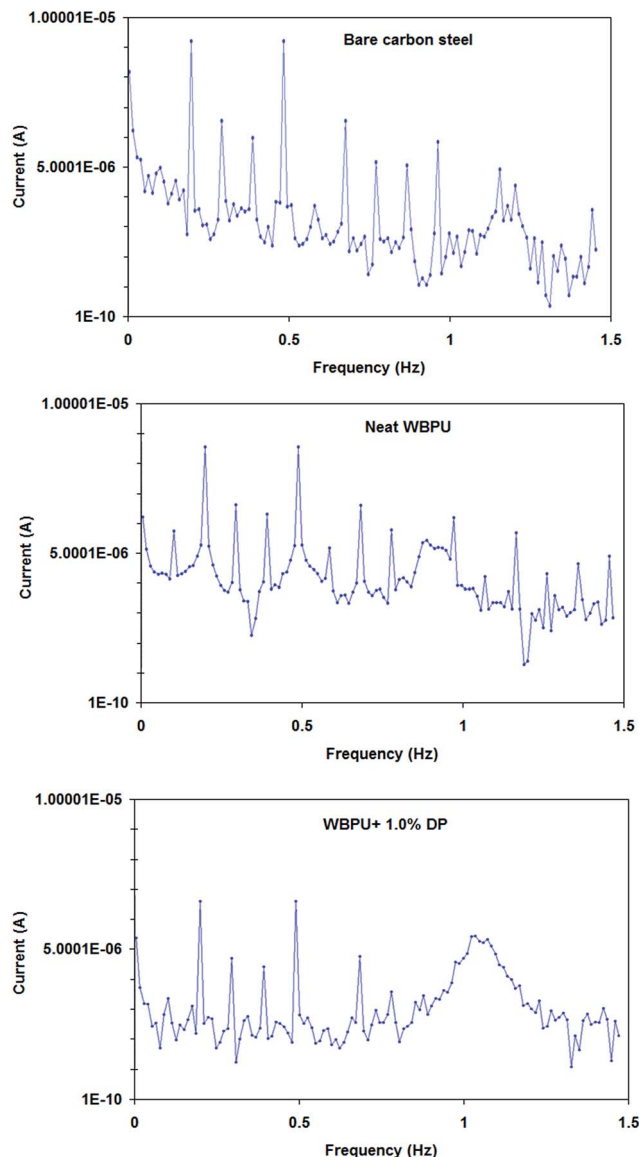 1.00001E-05
Bare carbon steel
Current (A)
5.0001E-06
1E-10
0 0.5 1 1.5
Frequency (Hz)
1.00001E-05
Neat WBPU
Current (A)
5.0001E-06
1E-10
0 0.5 1 1.5
Frequency (Hz)
1.00001E-05
WBPU+ 1.0% DP
Current (A)
5.0001E-06
1E-10
0 0.5 1 1.5
Frequency (Hz)